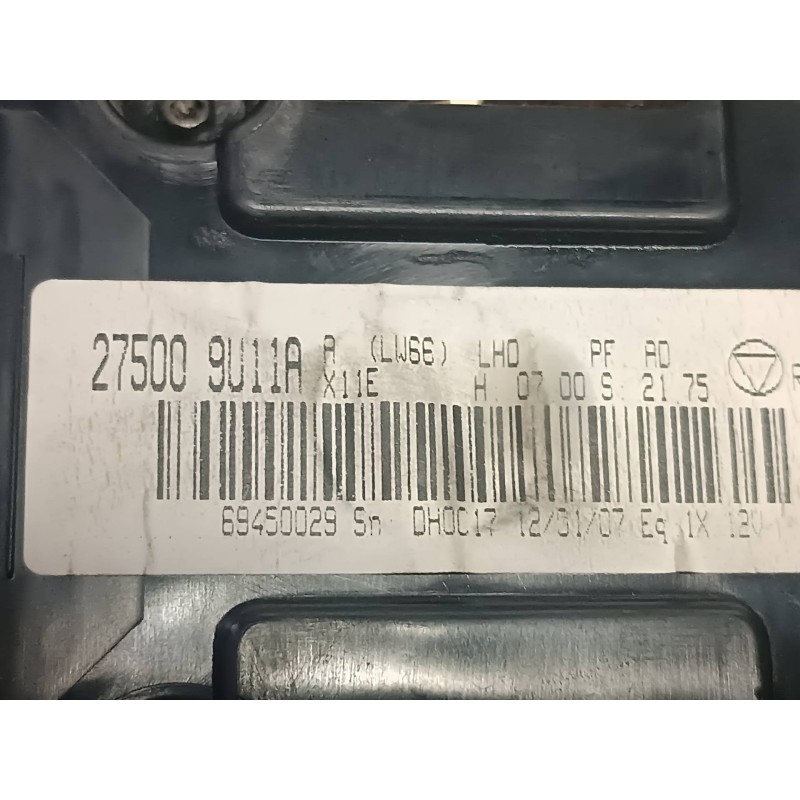 27500 9U11A A (LW66) LHD PF. AD
X11E H. 07.00 S. 21.75 R
69450029 Sn DH0C17 12/31/07 Eq 1X 12V